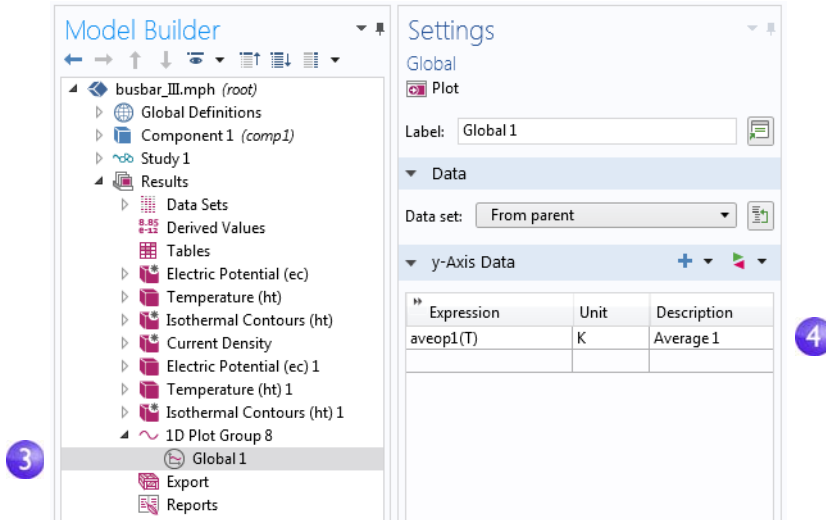 Model Builder
busbar_III.mph (root)
Global Definitions
Component 1 (comp1)
Study 1
Results
Data Sets
8.85
e-12
Derived Values
Tables
Electric Potential (ec)
Temperature (ht)
Isothermal Contours (ht)
Current Density
Electric Potential (ec) 1
Temperature (ht) 1
Isothermal Contours (ht) 1
1D Plot Group 8
3
Global 1
Export
Reports
Settings
Global
Plot
Label: Global 1
Data
Data set: From parent
y-Axis Data
Expression Unit Description
aveop1(T) K Average 1
4